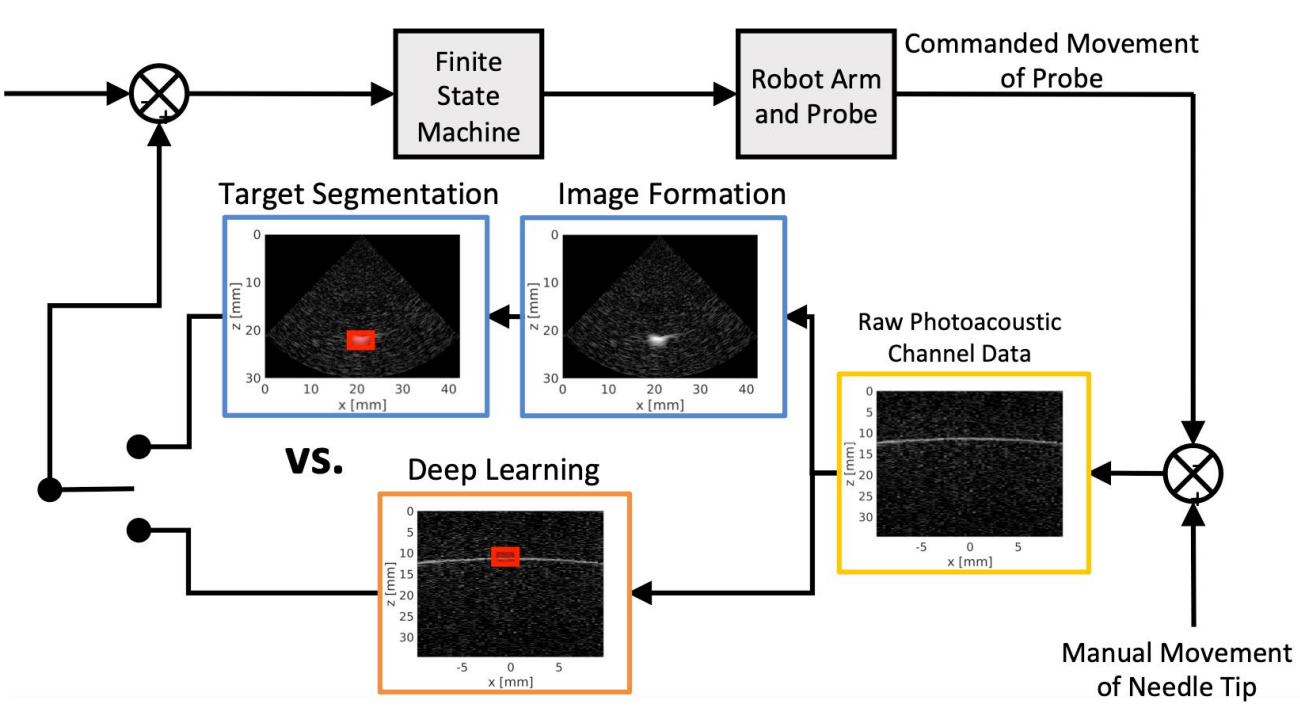 Finite
State
Machine
Robot Arm
and Probe
Commanded Movement
of Probe
-
+
Target Segmentation
0
10
20
30
z [mm]
0 10 20 30 40
x [mm]
Image Formation
0
10
20
30
z [mm]
0 10 20 30 40
x [mm]
Raw Photoacoustic
Channel Data
0
5
10
15
20
25
30
z [mm]
-5 0 5
x [mm]
-
+
vs.
Deep Learning
0
5
10
15
20
25
30
z [mm]
-5 0 5
x [mm]
Manual Movement
of Needle Tip